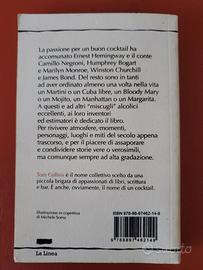 La passione per un buon cocktail ha
accomunato Ernest Hemingway e il conte
Camillo Negroni, Humphrey Bogart
e Marilyn Monroe, Winston Churchill
e James Bond. Del resto sono in tanti
ad aver ordinato almeno una volta nella vita
un Martini o un Cuba libre, un Bloody Mary
o un Mojito, un Manhattan o un Margarita.
A questi e ad altri "miscugli" alcolici
eccellenti, ai loro inventori
ed estimatori è dedicato il libro.
Per rivivere atmosfere, momenti,
personaggi, luoghi e miti del secolo appena
trascorso, e per il piacere di assaporare
e condividere storie vere o verosimili,
ma comunque sempre ad alta gradazione.
Tom Collins è il nome collettivo scelto da una
piccola brigata di appassionati di libri, scrittura
e bar. È anche, ovviamente, il nome di un cocktail.
Illustrazione in copertina
di Michele Soma
ISBN 978-88-97462-14-9
9 788897 462149
La Linea